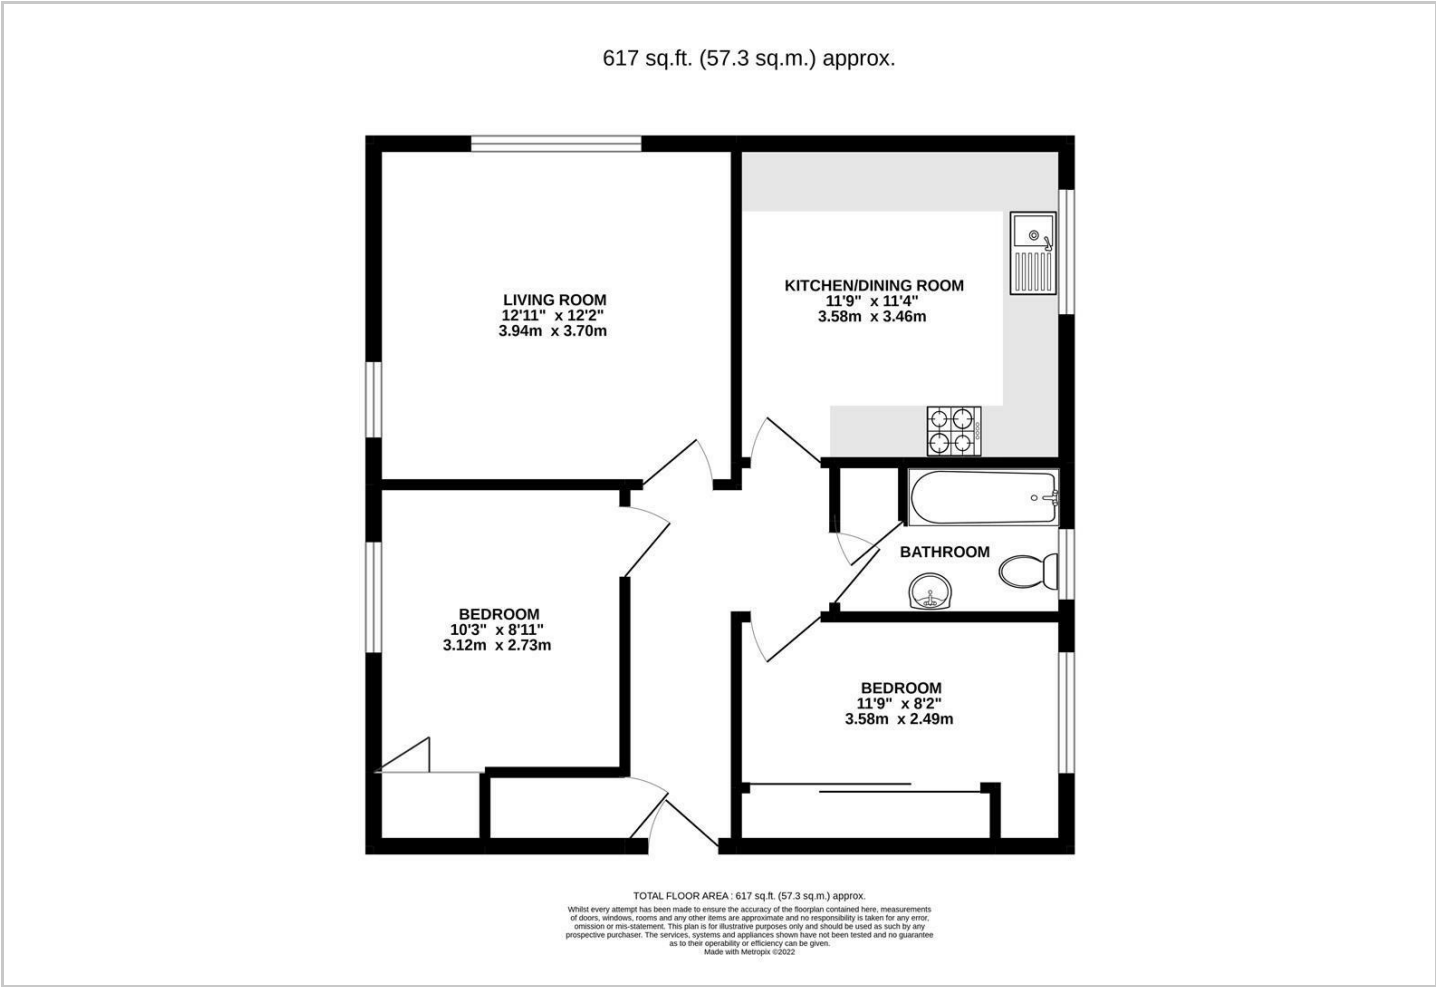 617 sq.ft. (57.3 sq.m.) approx.
LIVING ROOM
12'11" x 12'2"
3.94m x 3.70m
KITCHEN/DINING ROOM
11'9" x 11'4"
3.58m x 3.46m
BATHROOM
BEDROOM
10'3" x 8'11"
3.12m x 2.73m
BEDROOM
11'9" x 8'2"
3.58m x 2.49m
TOTAL FLOOR AREA : 617 sq.ft. (57.3 sq.m.) approx.
Whilst every attempt has been made to ensure the accuracy of the floorplan contained here, measurements
of doors, windows, rooms and any other items are approximate and no responsibility is taken for any error,
omission or mis-statement. This plan is for illustrative purposes only and should be used as such by any
prospective purchaser. The services, systems and appliances shown have not been tested and no guarantee
as to their operability or efficiency can be given.
Made with Metropix ©2022